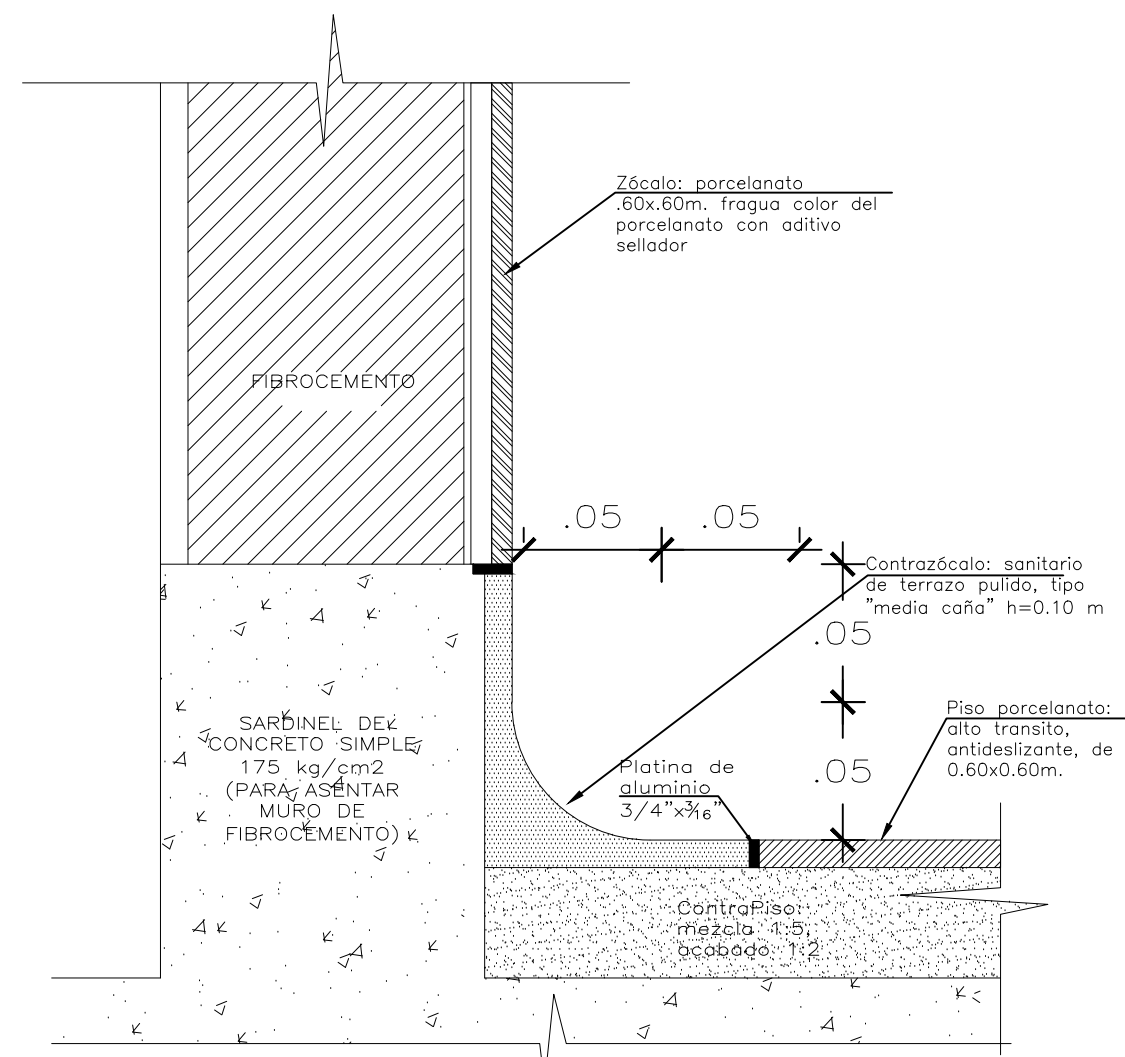 Zócalo: porcelanato
.60x.60m. fragua color del
porcelanato con aditivo
sellador
FIBROCEMENTO
.05
.05
Contrazócalo: sanitario
de terrazo pulido, tipo
"media caña" h=0.10 m
.05
SARDINEL DE
CONCRETO SIMPLE
175 kg/cm2
(PARA ASENTAR
MURO DE
FIBROCEMENTO)
Piso porcelanato:
alto transito,
antideslizante, de
0.60x0.60m.
.05
Platina de
aluminio
3/4"x3/16"
ContraPiso:
mezcla 1:5,
acabado 1:2